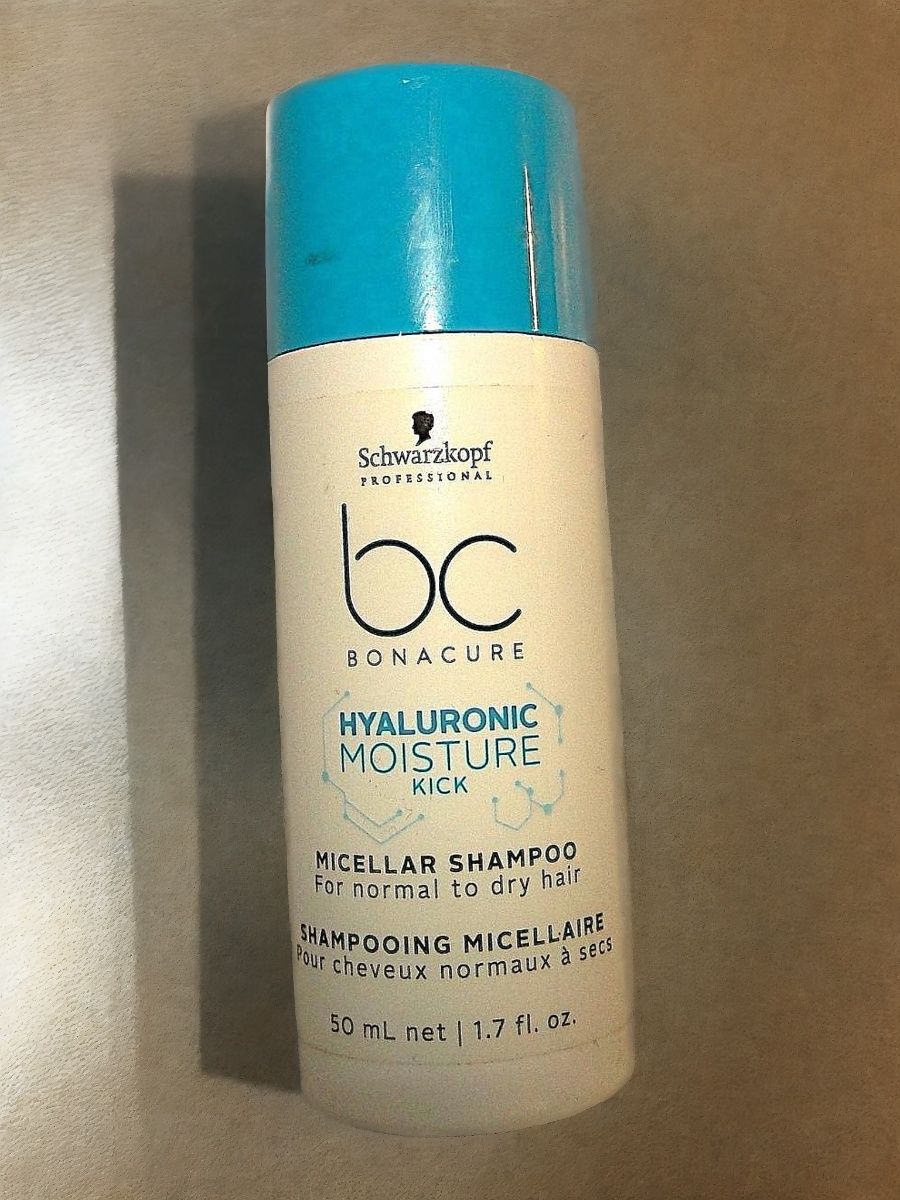 Schwarzkopf
PROFESSIONAL
bc
BONACURE
HYALURONIC
MOISTURE
KICK
MICELLAR SHAMPOO
For normal to dry hair
SHAMPOOING MICELLAIRE
Pour cheveux normaux à secs
50 mL net | 1.7 fl. oz.